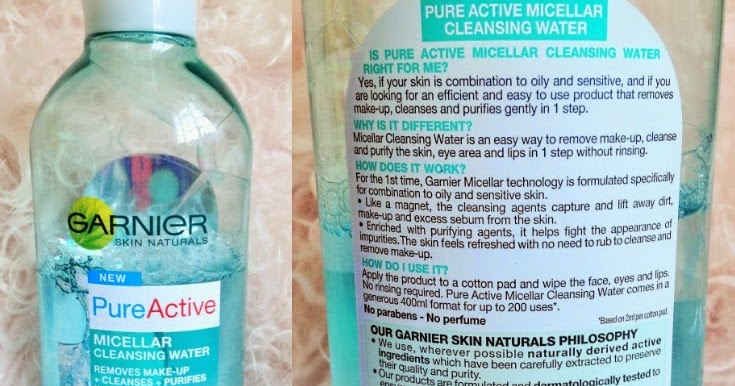 GARNIER
SKIN NATURALS
NEW
PureActive
MICELLAR
CLEANSING WATER
REMOVES MAKE-UP
+ CLEANSES + PURIFIES
PURE ACTIVE MICELLAR
CLEANSING WATER
IS PURE ACTIVE MICELLAR CLEANSING WATER
RIGHT FOR ME?
Yes, if your skin is combination to oily and sensitive, and if you
are looking for an efficient and easy to use product that removes
make-up, cleanses and purifies gently in 1 step.
WHY IS IT DIFFERENT?
Micellar Cleansing Water is an easy way to remove make-up, cleanse
and purify the skin, eye area and lips in 1 step without rinsing.
HOW DOES IT WORK?
For the 1st time, Garnier Micellar technology is formulated specifically
for combination to oily and sensitive skin.
• Like a magnet, the cleansing agents capture and lift away dirt,
make-up and excess sebum from the skin.
• Enriched with purifying agents, it helps fight the appearance of
impurities. The skin feels refreshed with no need to rub to cleanse and
remove make-up.
HOW DO I USE IT?
Apply the product to a cotton pad and wipe the face, eyes and lips.
No rinsing required. Pure Active Micellar Cleansing Water comes in a
generous 400ml format for up to 200 uses*.
*Based on 2ml per cotton pad.
No parabens - No perfume
OUR GARNIER SKIN NATURALS PHILOSOPHY
• We use, wherever possible naturally derived active
ingredients which have been carefully extracted to preserve
their quality and purity.
• Our products are formulated and dermatologically tested to